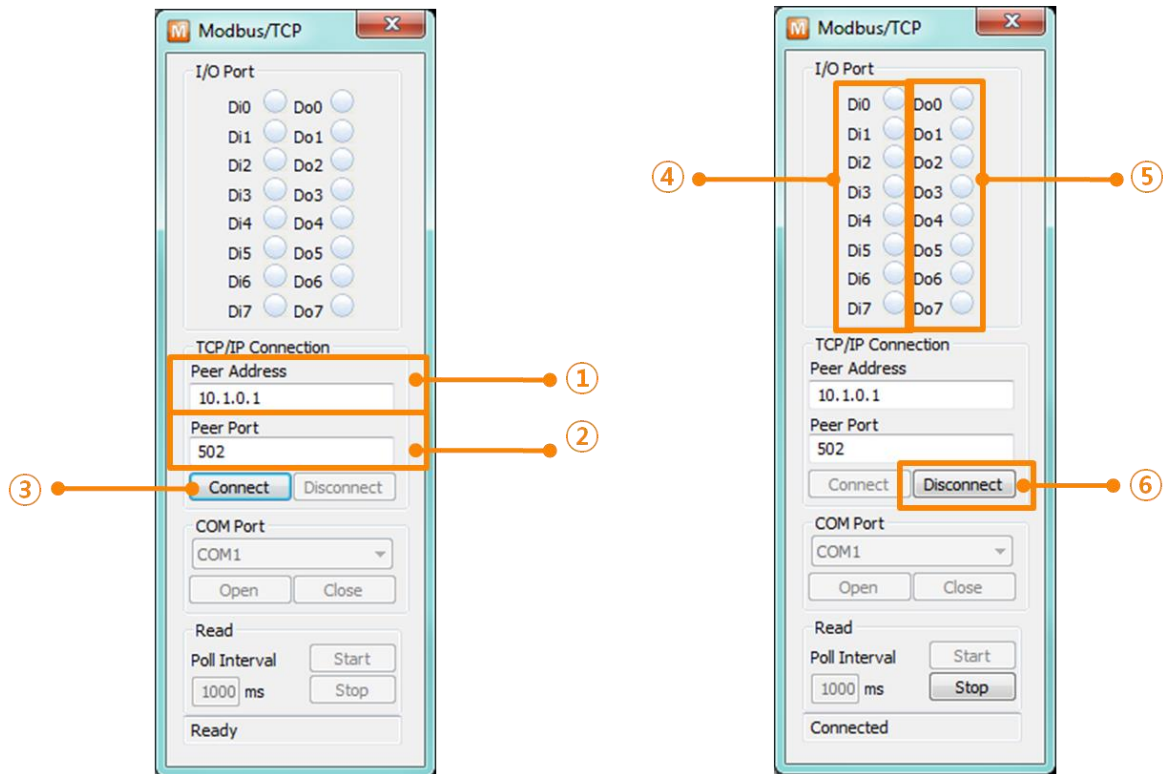 Modbus/TCP
I/O Port
Di0 Do0
Di1 Do1
Di2 Do2
Di3 Do3
Di4 Do4
Di5 Do5
Di6 Do6
Di7 Do7
TCP/IP Connection
Peer Address
10.1.0.1
①
Peer Port
502
②
③
Connect Disconnect
COM Port
COM1
Open Close
Read
Poll Interval Start
1000 ms Stop
Ready
Modbus/TCP
I/O Port
Di0 Do0
Di1 Do1
Di2 Do2
④
Di3 Do3
⑤
Di4 Do4
Di5 Do5
Di6 Do6
Di7 Do7
TCP/IP Connection
Peer Address
10.1.0.1
Peer Port
502
Connect Disconnect
⑥
COM Port
COM1
Open Close
Read
Poll Interval Start
1000 ms Stop
Connected